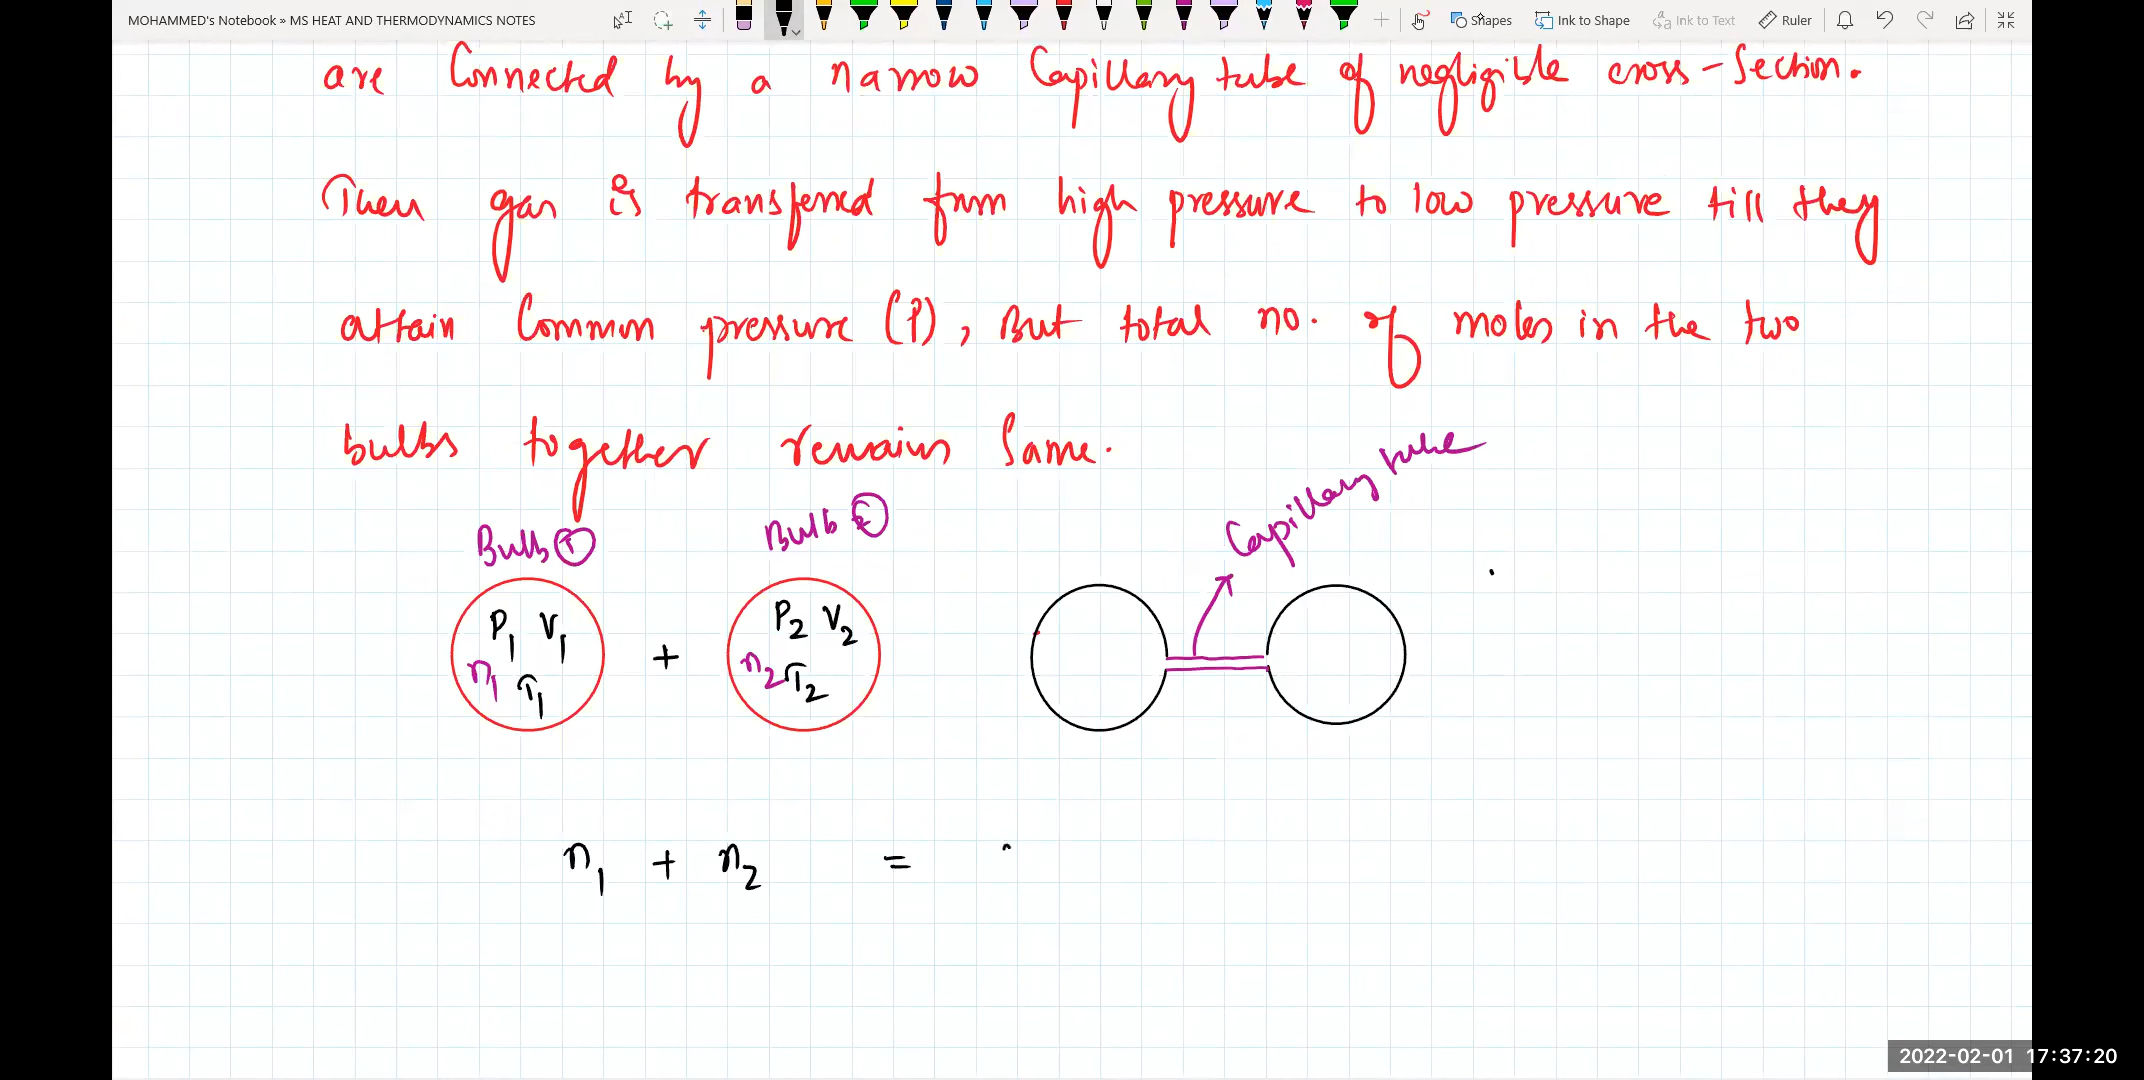 MOHAMMED's Notebook » MS HEAT AND THERMODYNAMICS NOTES
Shapes Ink to Shape Ink to Text Ruler
are Connected by a narrow Capillary tube of negligible cross-Section.
Then gas is transferred from high pressure to low pressure till they
attain Common pressure (P), But total no. of moles in the two
bulbs together remains Same.
Capillary tube
Bulb 1 Bulb 2
P1 V1 n1 T1 + P2 V2 n2 T2
n1 + n2 =
2022-02-01 17:37:20